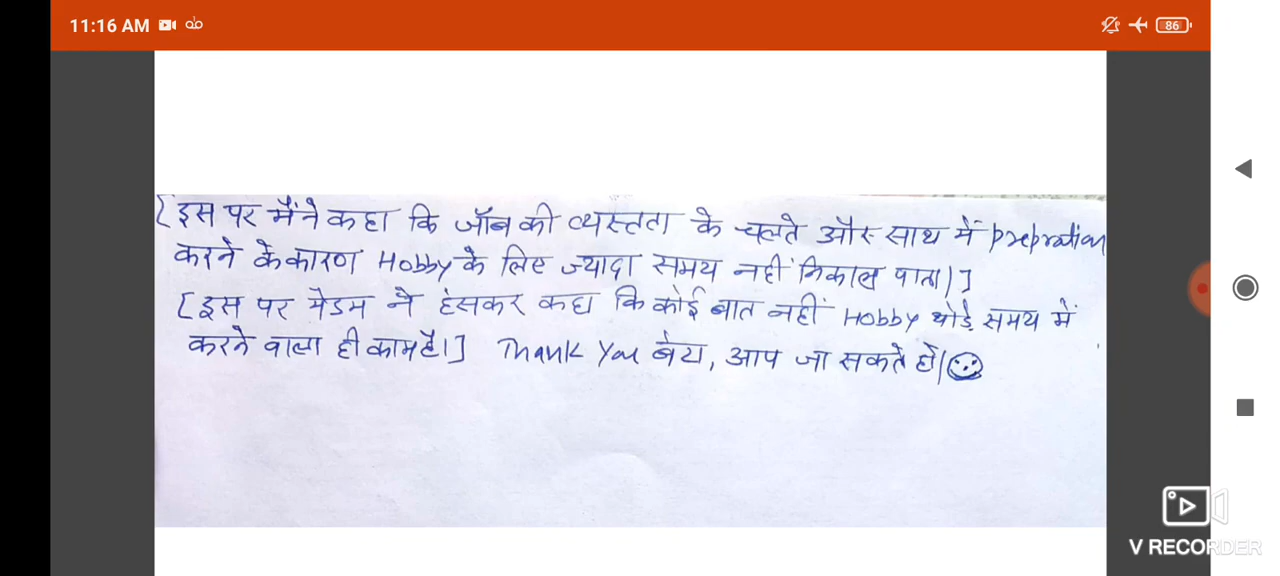 11:16 AM
86
[इस पर मैंने कहा कि जॉब की व्यस्तता के चलते और साथ में prepration
करने के कारण Hobby के लिए ज्यादा समय नहीं निकाल पाता।]
[इस पर मेडम ने हंसकर कहा कि कोई बात नहीं Hobby थोड़े समय में
करने वाला ही काम है।] Thank You बेटा, आप जा सकते हो।
V RECORDER